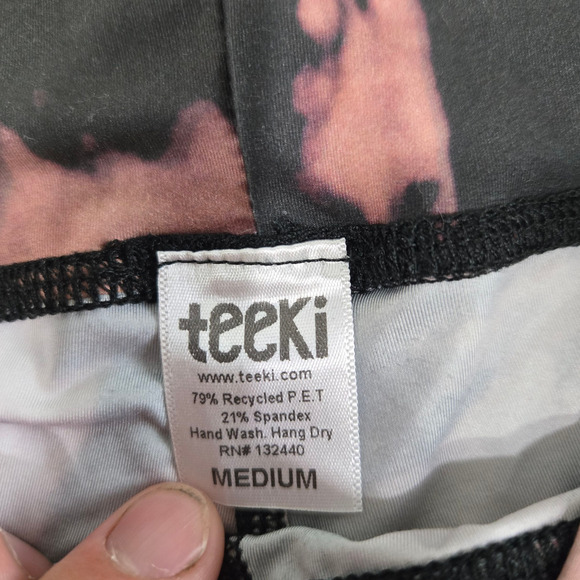 teeki
www.teeki.com
79% Recycled P.E.T
21% Spandex
Hand Wash. Hang Dry
RN# 132440
MEDIUM